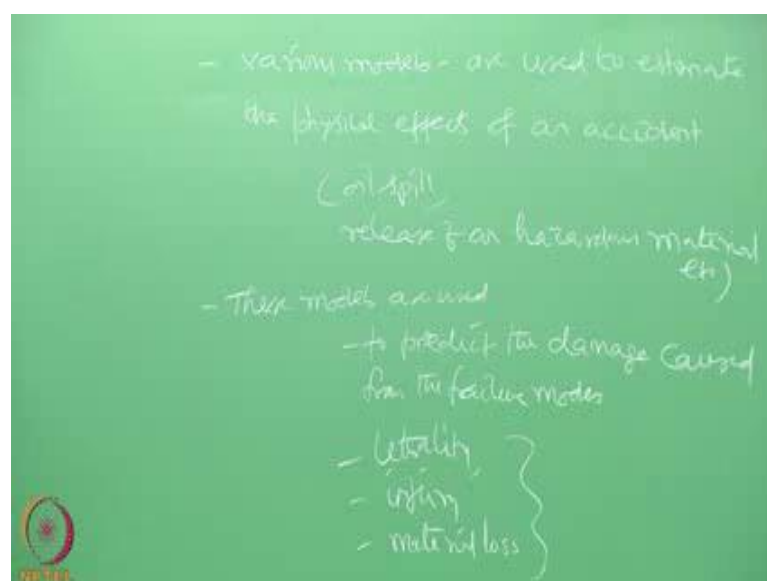 - various models - are used to estimate
the physical effects of an accident
(oil spill,
release of an hazardous material
etc)
- These models are used
- to predict the damage caused
from the failure modes
- lethality
- injury
- material loss
NPTEL